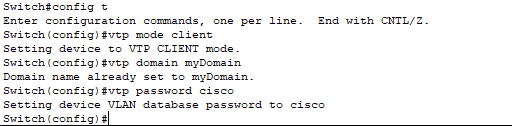 Switch#config t
Enter configuration commands, one per line.  End with CNTL/Z.
Switch(config)#vtp mode client
Setting device to VTP CLIENT mode.
Switch(config)#vtp domain myDomain
Domain name already set to myDomain.
Switch(config)#vtp password cisco
Setting device VLAN database password to cisco
Switch(config)#